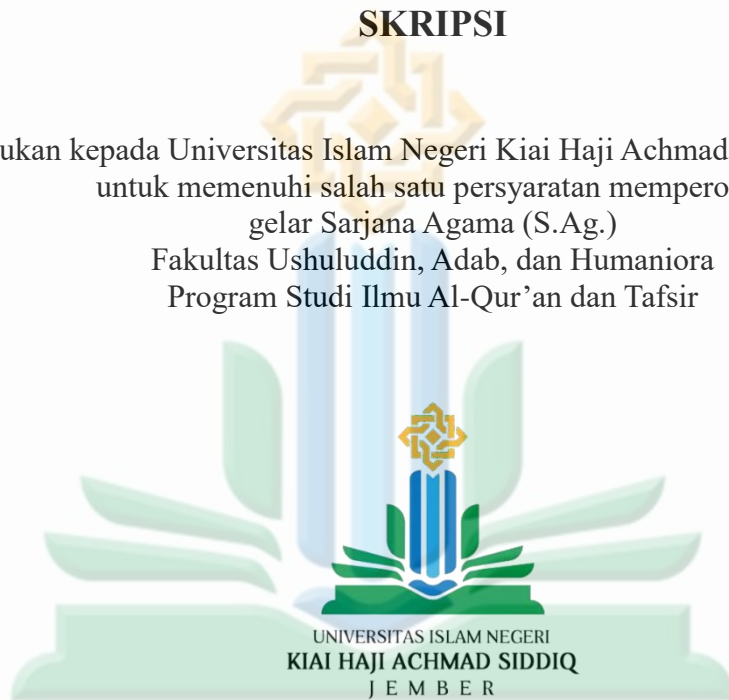 SKRIPSI
ukan kepada Universitas Islam Negeri Kiai Haji Achmad
untuk memenuhi salah satu persyaratan mempero
gelar Sarjana Agama (S.Ag.)
Fakultas Ushuluddin, Adab, dan Humaniora
Program Studi Ilmu Al-Qur’an dan Tafsir
UNIVERSITAS ISLAM NEGERI
KIAI HAJI ACHMAD SIDDIQ
JEMBER